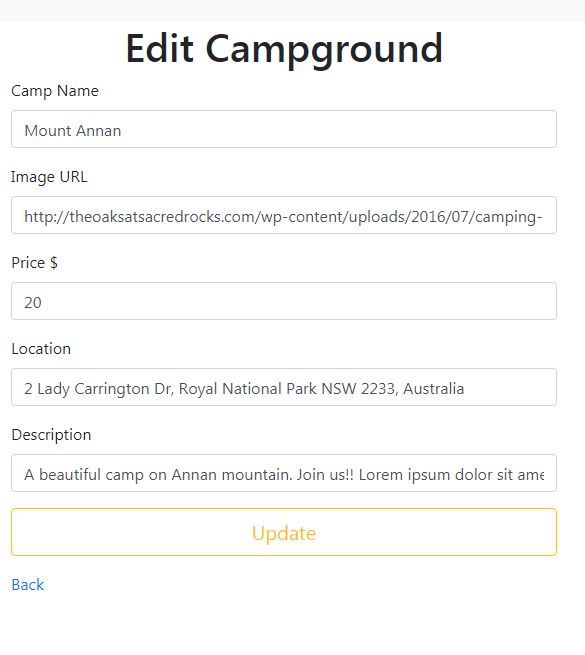 Edit Campground
Camp Name
Mount Annan
Image URL
http://theoaksatsacredrocks.com/wp-content/uploads/2016/07/camping-
Price $
20
Location
2 Lady Carrington Dr, Royal National Park NSW 2233, Australia
Description
A beautiful camp on Annan mountain. Join us!! Lorem ipsum dolor sit ame
Update
Back